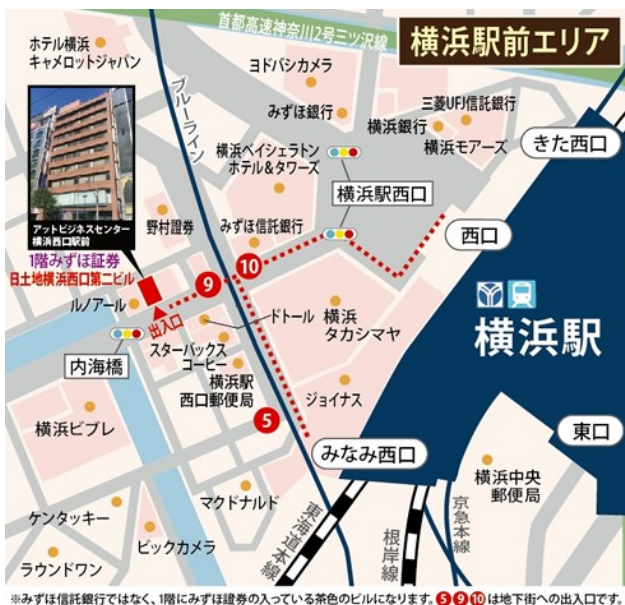 首都高速神奈川2号三ツ沢線
横浜駅前エリア
ホテル横浜
キャメロットジャパン
ヨドバシカメラ
ブルーライン
みずほ銀行
三菱UFJ信託銀行
横浜銀行
横浜モアーズ
きた西口
横浜ベイシェラトン
ホテル&タワーズ
横浜駅西口
アットビジネスセンター
横浜西口駅前
野村證券
みずほ信託銀行
西口
1階みずほ証券
日土地横浜西口第二ビル
9
10
ルノアール
出入口
ドトール
横浜
タカシマヤ
横浜駅
内海橋
スターバックス
コーヒー
横浜駅
西口郵便局
ジョイナス
5
東口
横浜ビブレ
みなみ西口
横浜中央
郵便局
マクドナルド
東海道本線
根岸線
京急本線
ケンタッキー
ビックカメラ
ラウンドワン
※みずほ信託銀行ではなく、1階にみずほ證券の入っている茶色のビルになります。5 9 10は地下街への出入口です。